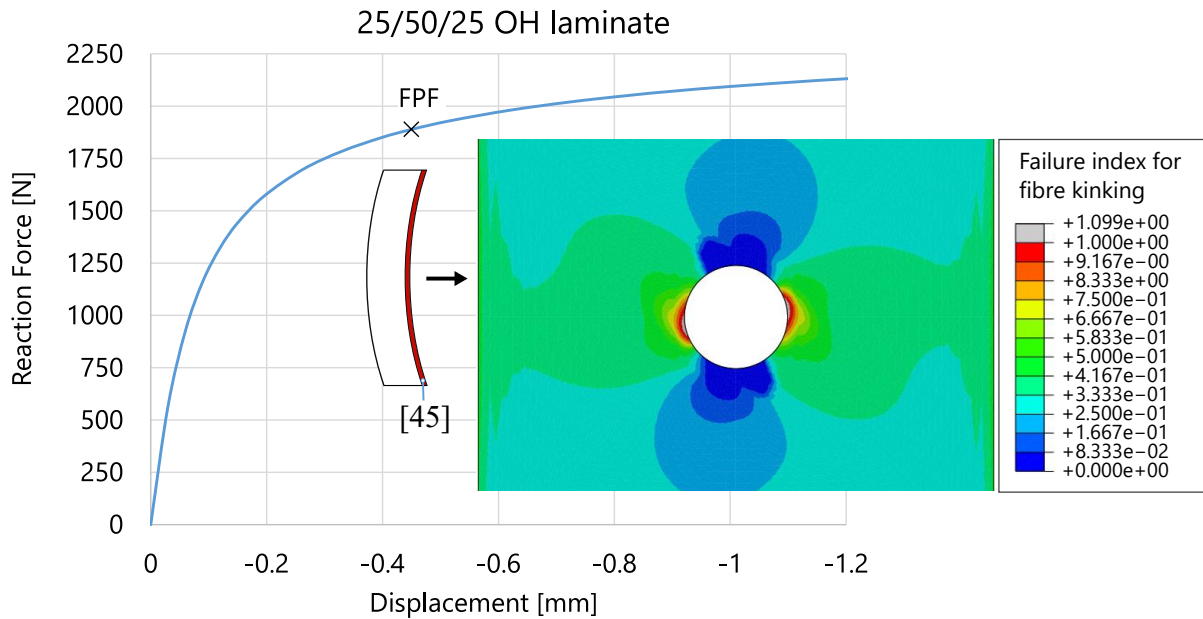 25/50/25 OH laminate
2250
2000
1750
1500
1250
1000
750
500
250
0
Reaction Force [N]
FPF
[45]
0
-0.2
-0.4
-0.6
-0.8
-1
-1.2
Displacement [mm]
Failure index for
fibre kinking
+1.099e+00
+1.000e+00
+9.167e−01
+8.333e−01
+7.500e−01
+6.667e−01
+5.833e−01
+5.000e−01
+4.167e−01
+3.333e−01
+2.500e−01
+1.667e−01
+8.333e−02
+0.000e+00